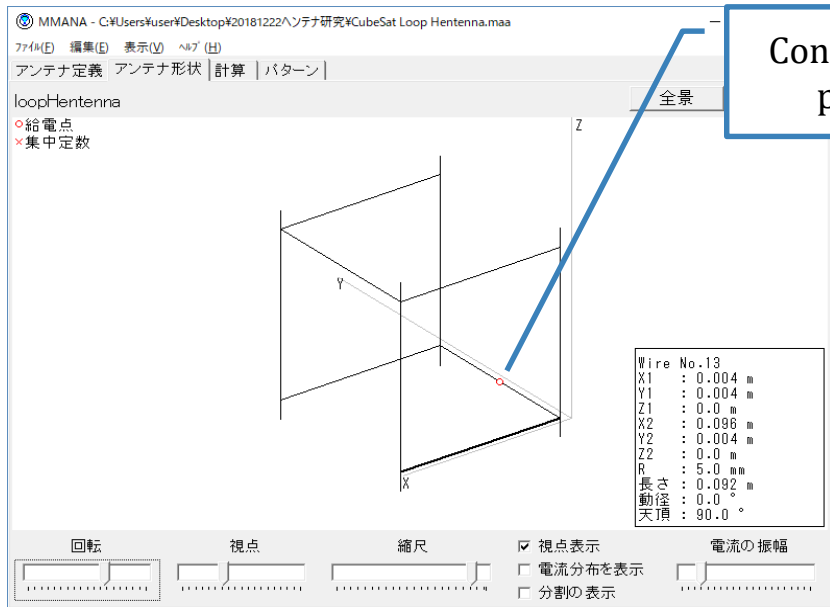 MMANA - C:¥Users¥user¥Desktop¥20181222ヘンテナ研究¥CubeSat Loop Hentenna.maa
ファイル(F) 編集(E) 表示(V) ヘルプ(H)
アンテナ定義 アンテナ形状 計算 パターン
loopHentenna
全景
Con
p
○給電点
×集中定数
Z
Y
X
Wire No.13
X1 : 0.004 m
Y1 : 0.004 m
Z1 : 0.0 m
X2 : 0.096 m
Y2 : 0.004 m
Z2 : 0.0 m
R : 5.0 mm
長さ : 0.092 m
動径 : 0.0 °
天頂 : 90.0 °
回転 視点 縮尺 視点表示 電流の振幅
電流分布を表示
分割の表示